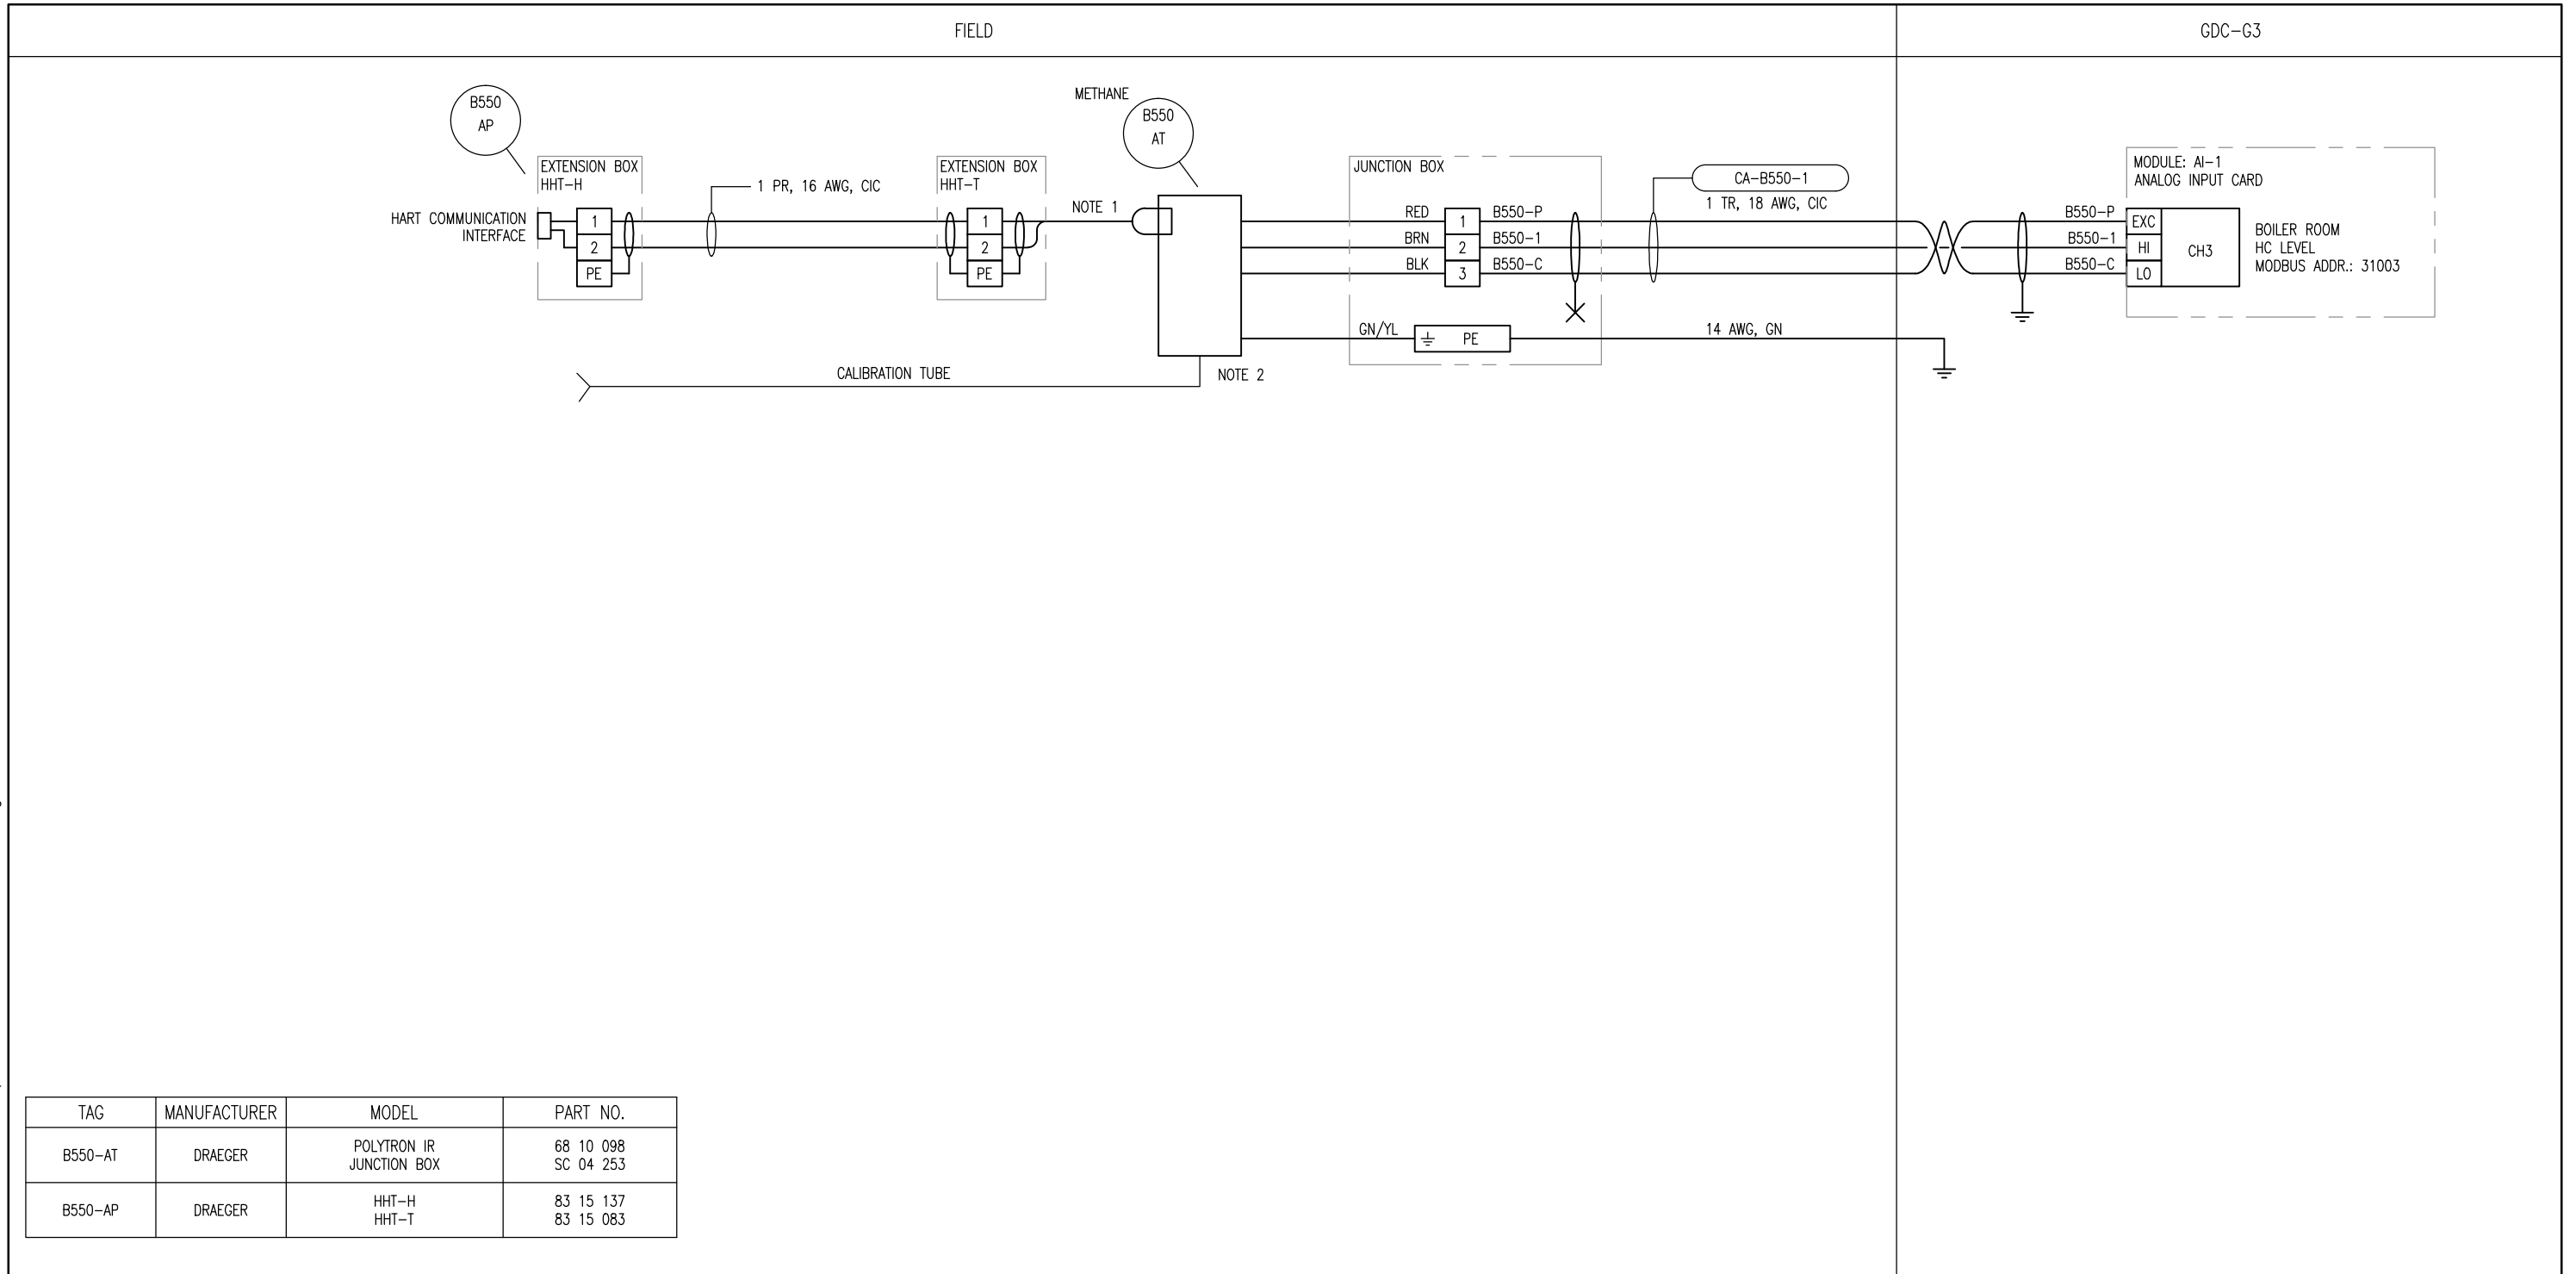 FIELD
GDC-G3
B550
AP
EXTENSION BOX
HHT-H
HART COMMUNICATION
INTERFACE
1
2
PE
1 PR, 16 AWG, CIC
EXTENSION BOX
HHT-T
1
2
PE
NOTE 1
METHANE
B550
AT
CALIBRATION TUBE
NOTE 2
JUNCTION BOX
RED
1
B550-P
BRN
2
B550-1
BLK
3
B550-C
GN/YL
PE
14 AWG, GN
CA-B550-1
1 TR, 18 AWG, CIC
MODULE: AI-1
ANALOG INPUT CARD
B550-P
EXC
B550-1
HI
B550-C
LO
CH3
BOILER ROOM
HC LEVEL
MODBUS ADDR.: 31003
TAG MANUFACTURER MODEL PART NO.
B550-AT DRAEGER
POLYTRON IR 68 10 098
JUNCTION BOX SC 04 253
B550-AP DRAEGER
HHT-H 83 15 137
HHT-T 83 15 083